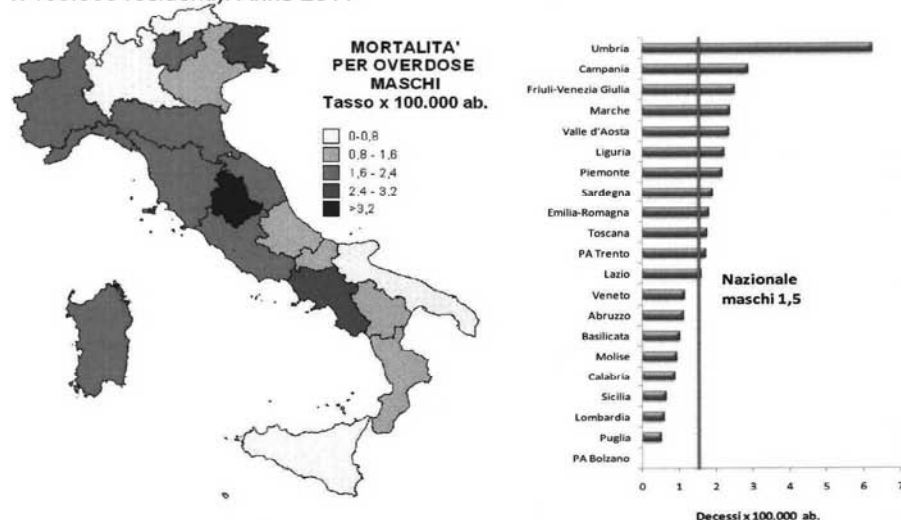 MORTALITA'
PER OVERDOSE
MASCHI
Tasso x 100.000 ab.
0-0,8
0,8 - 1,6
1,6 - 2,4
2,4 - 3,2
>3,2
Umbria
Campania
Friuli-Venezia Giulia
Marche
Valle d'Aosta
Liguria
Piemonte
Sardegna
Emilia-Romagna
Toscana
PA Trento
Lazio
Veneto
Abruzzo
Basilicata
Molise
Calabria
Sicilia
Lombardia
Puglia
PA Bolzano
Nazionale
maschi 1,5
0 1 2 3 4 5 6 7
Decessi x 100.000 ab.